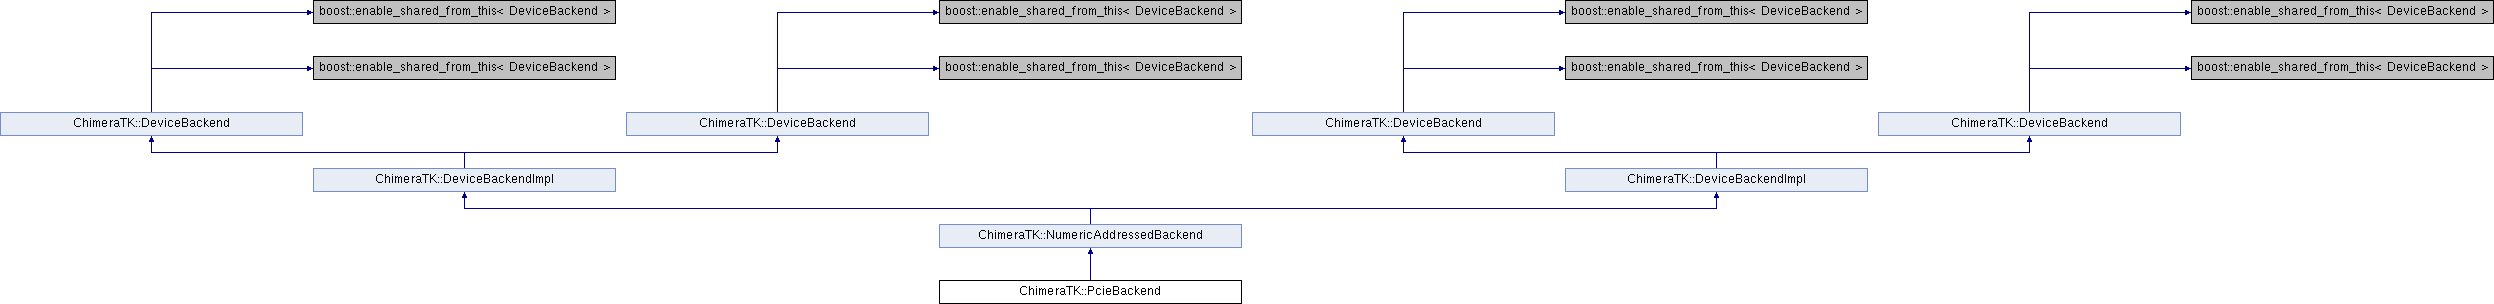 boost::enable_shared_from_this< DeviceBackend >
boost::enable_shared_from_this< DeviceBackend >
boost::enable_shared_from_this< DeviceBackend >
boost::enable_shared_from_this< DeviceBackend >
boost::enable_shared_from_this< DeviceBackend >
boost::enable_shared_from_this< DeviceBackend >
boost::enable_shared_from_this< DeviceBackend >
boost::enable_shared_from_this< DeviceBackend >
ChimeraTK::DeviceBackend
ChimeraTK::DeviceBackend
ChimeraTK::DeviceBackend
ChimeraTK::DeviceBackend
ChimeraTK::DeviceBackendImpl
ChimeraTK::DeviceBackendImpl
ChimeraTK::NumericAddressedBackend
ChimeraTK::PcieBackend